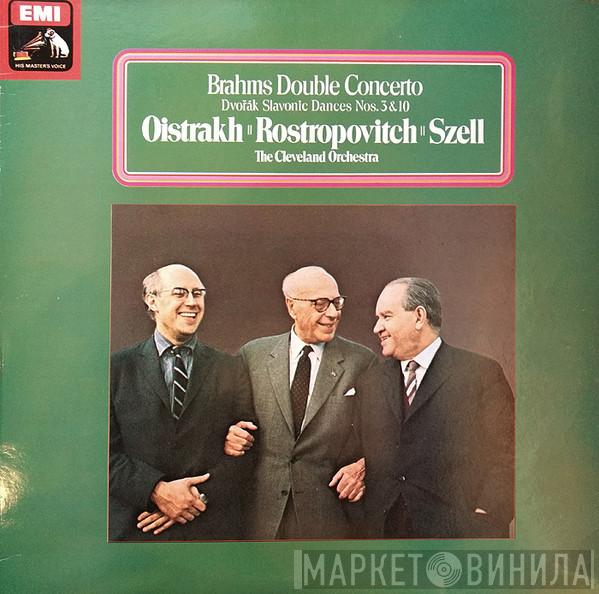 EMI
HIS MASTER'S VOICE
Brahms Double Concerto
Dvořák Slavonic Dances Nos. 3 & 10
Oistrakh " Rostropovitch " Szell
The Cleveland Orchestra
МАРКЕТ ВИНИЛА